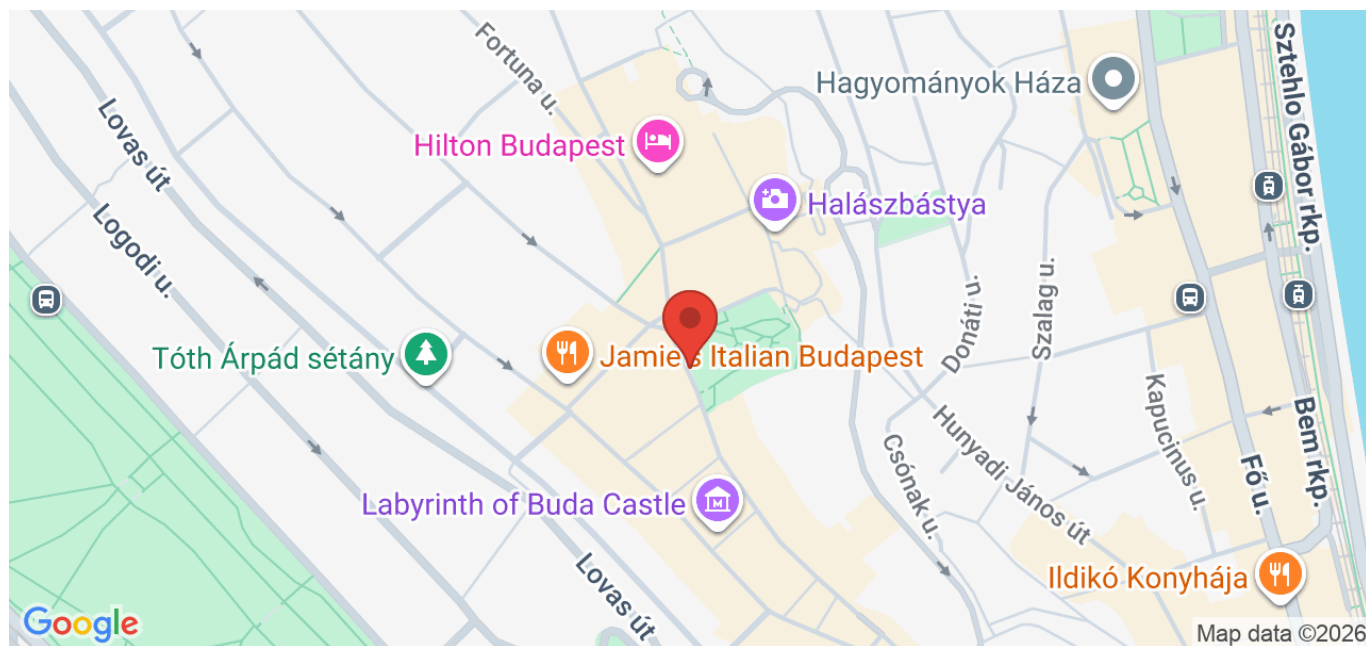 Fortuna u.
Lovas út
Hagyományok Háza
Sztehlo Gábor rkp.
Hilton Budapest
Halászbástya
Logodi u.
Donáti u.
Szalag u.
Tóth Árpád sétány
Jamie's Italian Budapest
Kapucinus u.
Bem rkp.
Hunyadi János út
Csónak u.
Fő u.
Labyrinth of Buda Castle
Lovas út
Ildikó Konyhája
Google
Map data ©2026